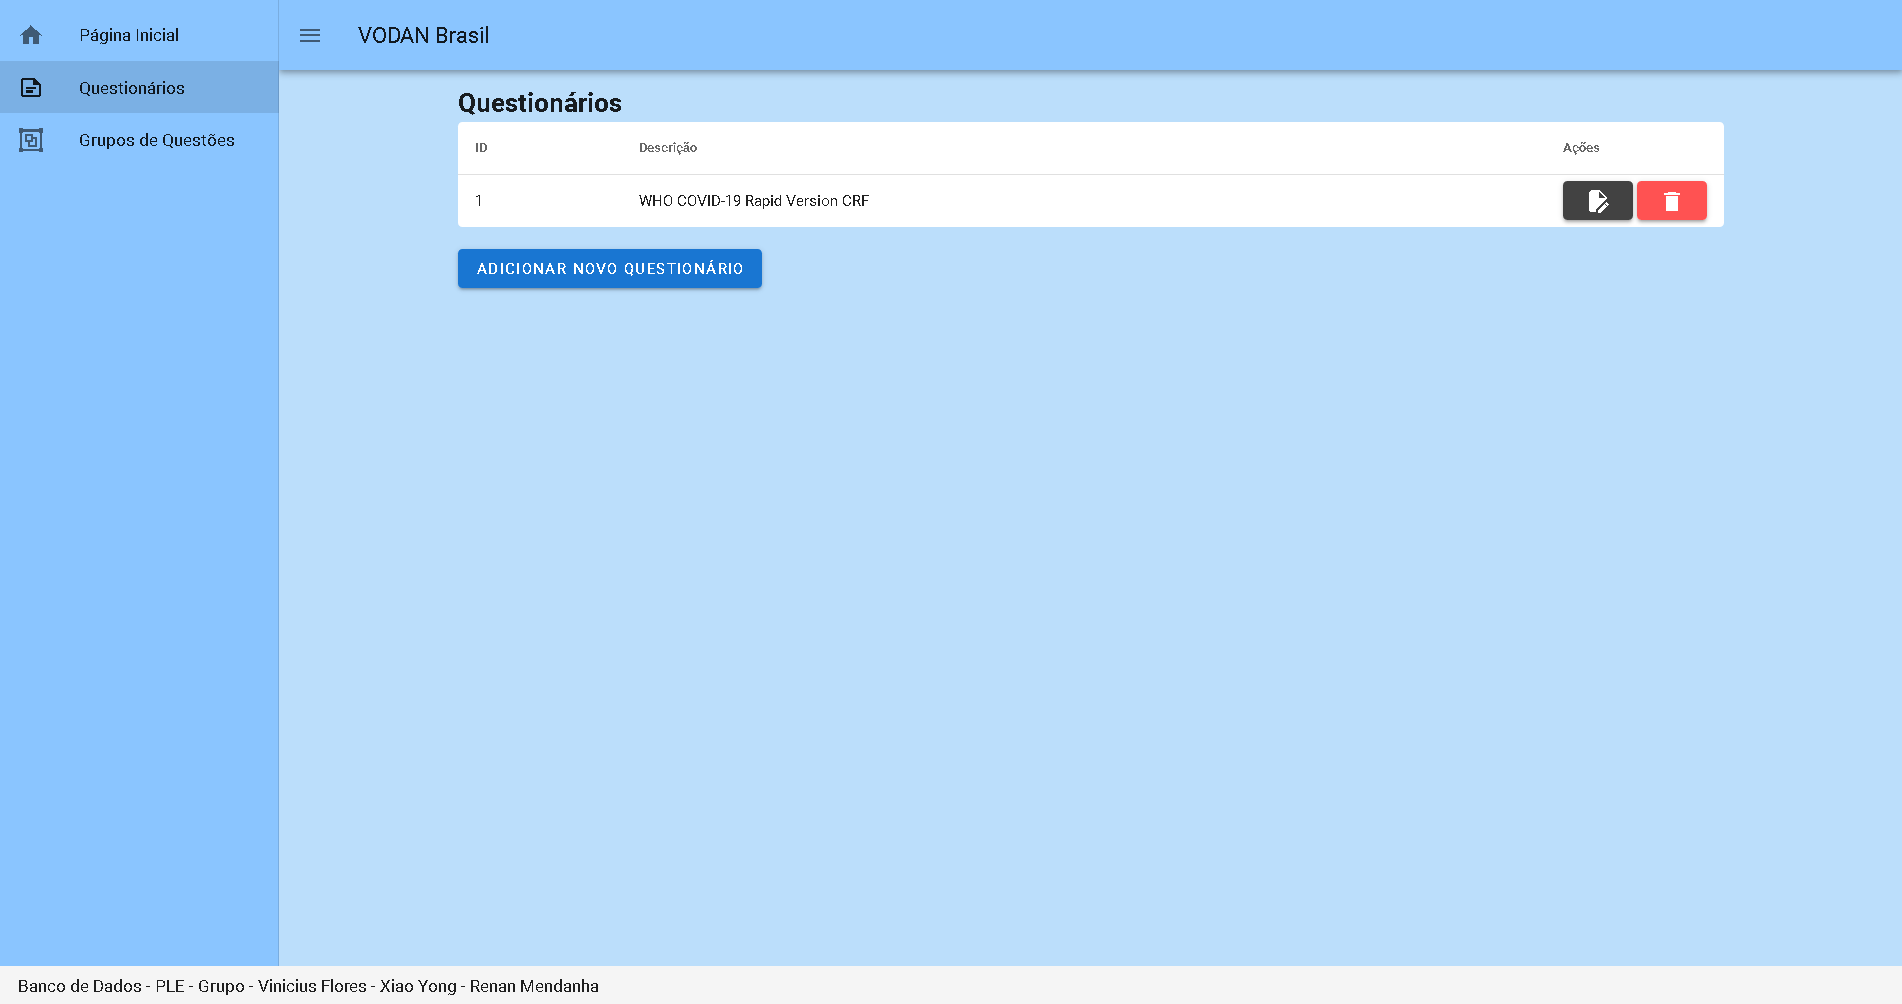 Página Inicial
Questionários
Grupos de Questões
VODAN Brasil
Questionários
ID Descrição Ações
1 WHO COVID-19 Rapid Version CRF
ADICIONAR NOVO QUESTIONÁRIO
Banco de Dados - PLE - Grupo - Vinicius Flores - Xiao Yong - Renan Mendanha